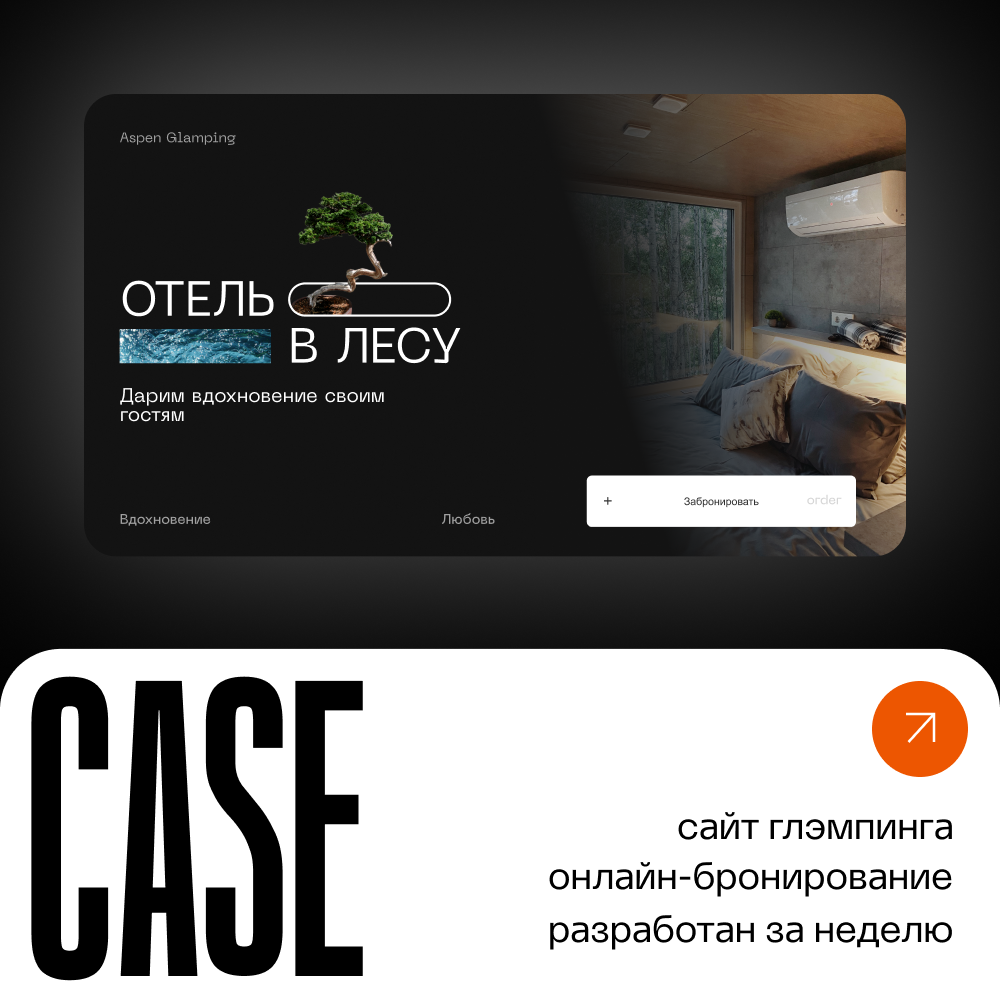 Aspen Glamping
ОТЕЛЬ
В ЛЕСУ
Дарим вдохновение своим
гостям
Вдохновение
Любовь
+ Забронировать order
CASE
сайт глэмпинга
онлайн-бронирование
разработан за неделю